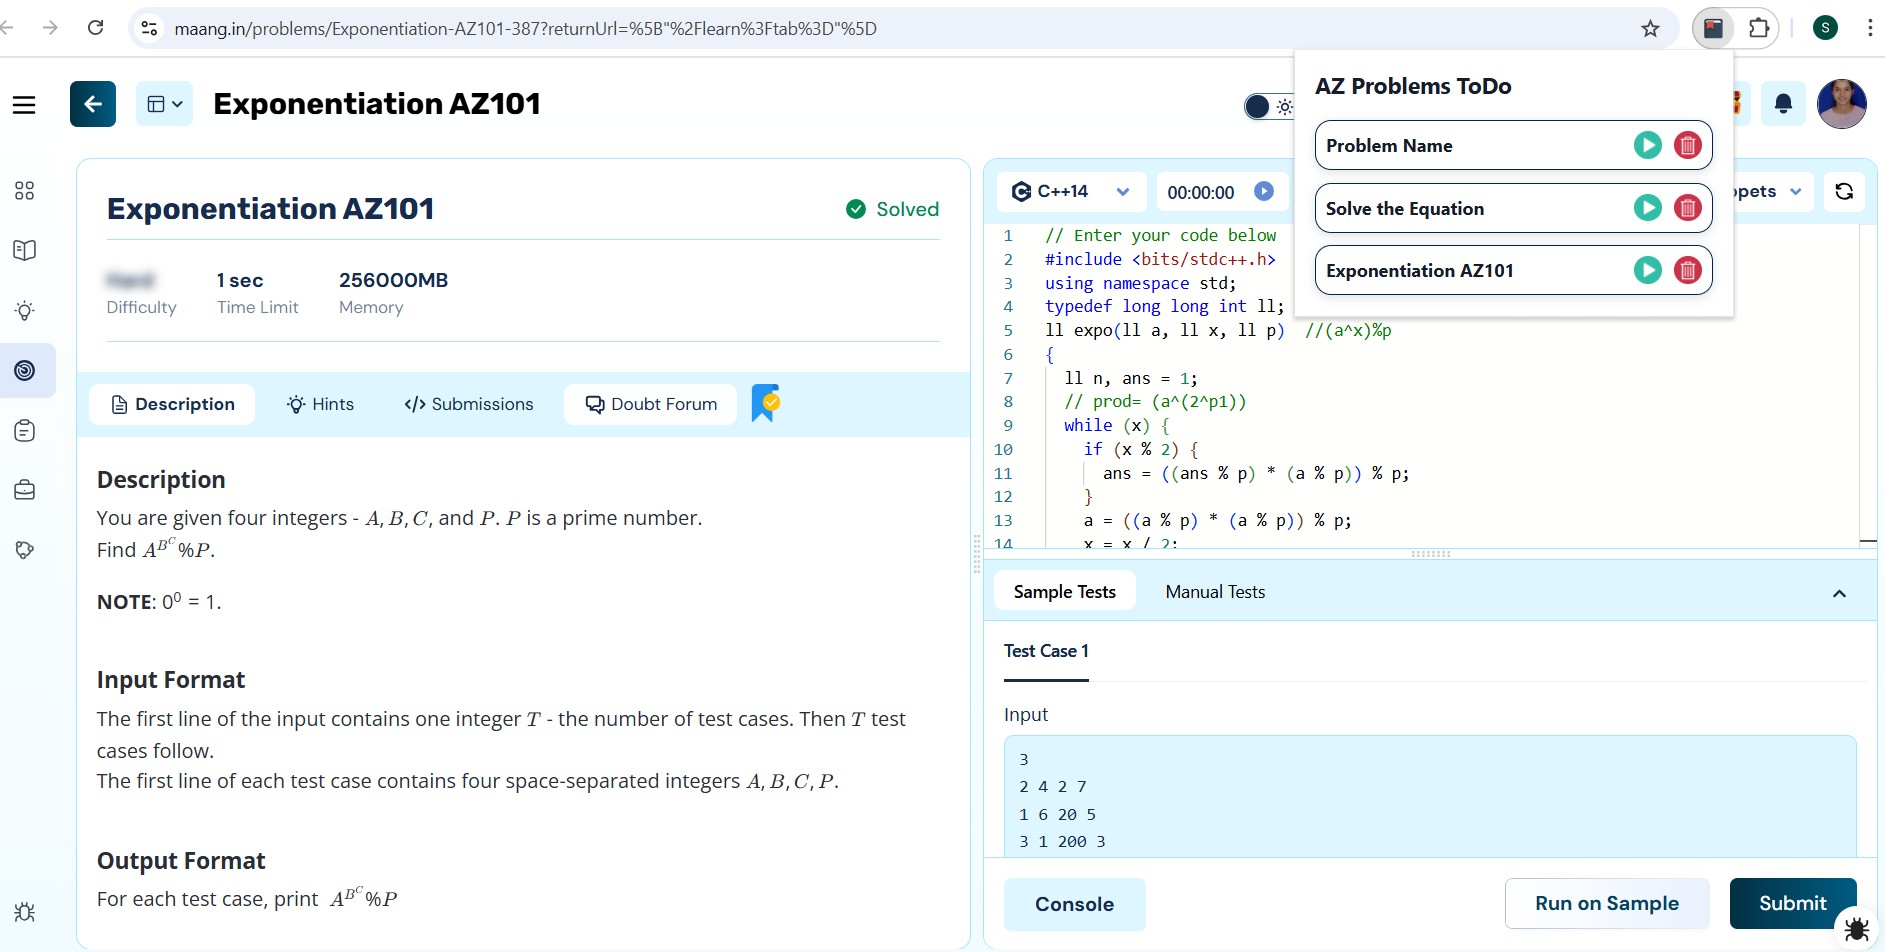 maang.in/problems/Exponentiation-AZ101-387?returnUrl=%5B"%2Flearn%3Ftab%3D"%5D
S
Exponentiation AZ101
AZ Problems ToDo
Problem Name
Solve the Equation
Exponentiation AZ101
Exponentiation AZ101
Solved
1 sec
256000MB
Difficulty
Time Limit
Memory
Description
Hints
</> Submissions
Doubt Forum
Description
You are given four integers - A, B, C, and P. P is a prime number.
Find A^{B^C}%P.
NOTE: 0^0 = 1.
Input Format
The first line of the input contains one integer T - the number of test cases. Then T test
cases follow.
The first line of each test case contains four space-separated integers A, B, C, P.
Output Format
For each test case, print A^{B^C}%P
C++14
00:00:00
ppets
1 // Enter your code below
2 #include <bits/stdc++.h>
3 using namespace std;
4 typedef long long int ll;
5 ll expo(ll a, ll x, ll p) //(a^x)%p
6 {
7 ll n, ans = 1;
8 // prod= (a^(2^p1))
9 while (x) {
10 if (x % 2) {
11 ans = ((ans % p) * (a % p)) % p;
12 }
13 a = ((a % p) * (a % p)) % p;
14 x = x / 2;
Sample Tests
Manual Tests
Test Case 1
Input
3
2 4 2 7
1 6 20 5
3 1 200 3
Console
Run on Sample
Submit